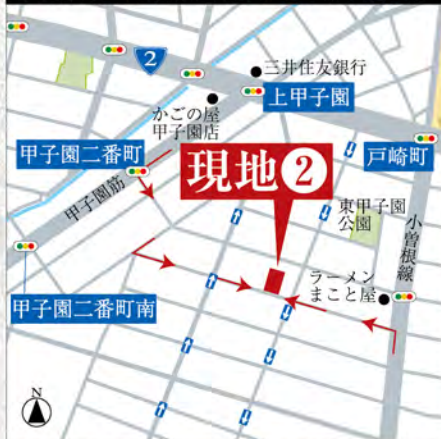 2
三井住友銀行
上甲子園
かごの屋
甲子園店
甲子園二番町
戸崎町
甲子園筋
現地❷
東甲子園
公園
小曽根線
ラーメン
まこと屋
甲子園二番町南
N